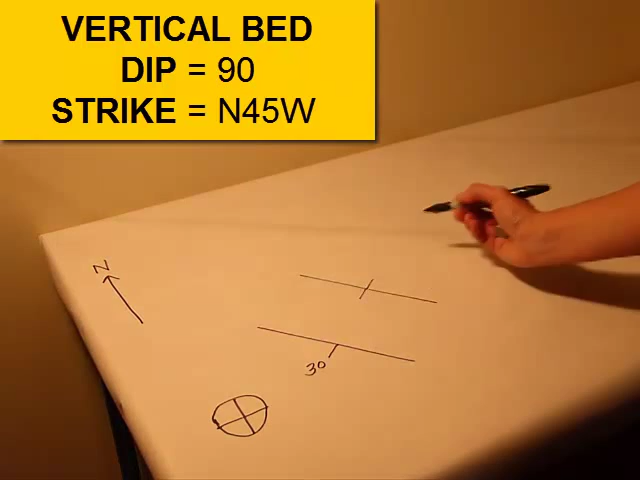 VERTICAL BED
DIP = 90
STRIKE = N45W
N
30